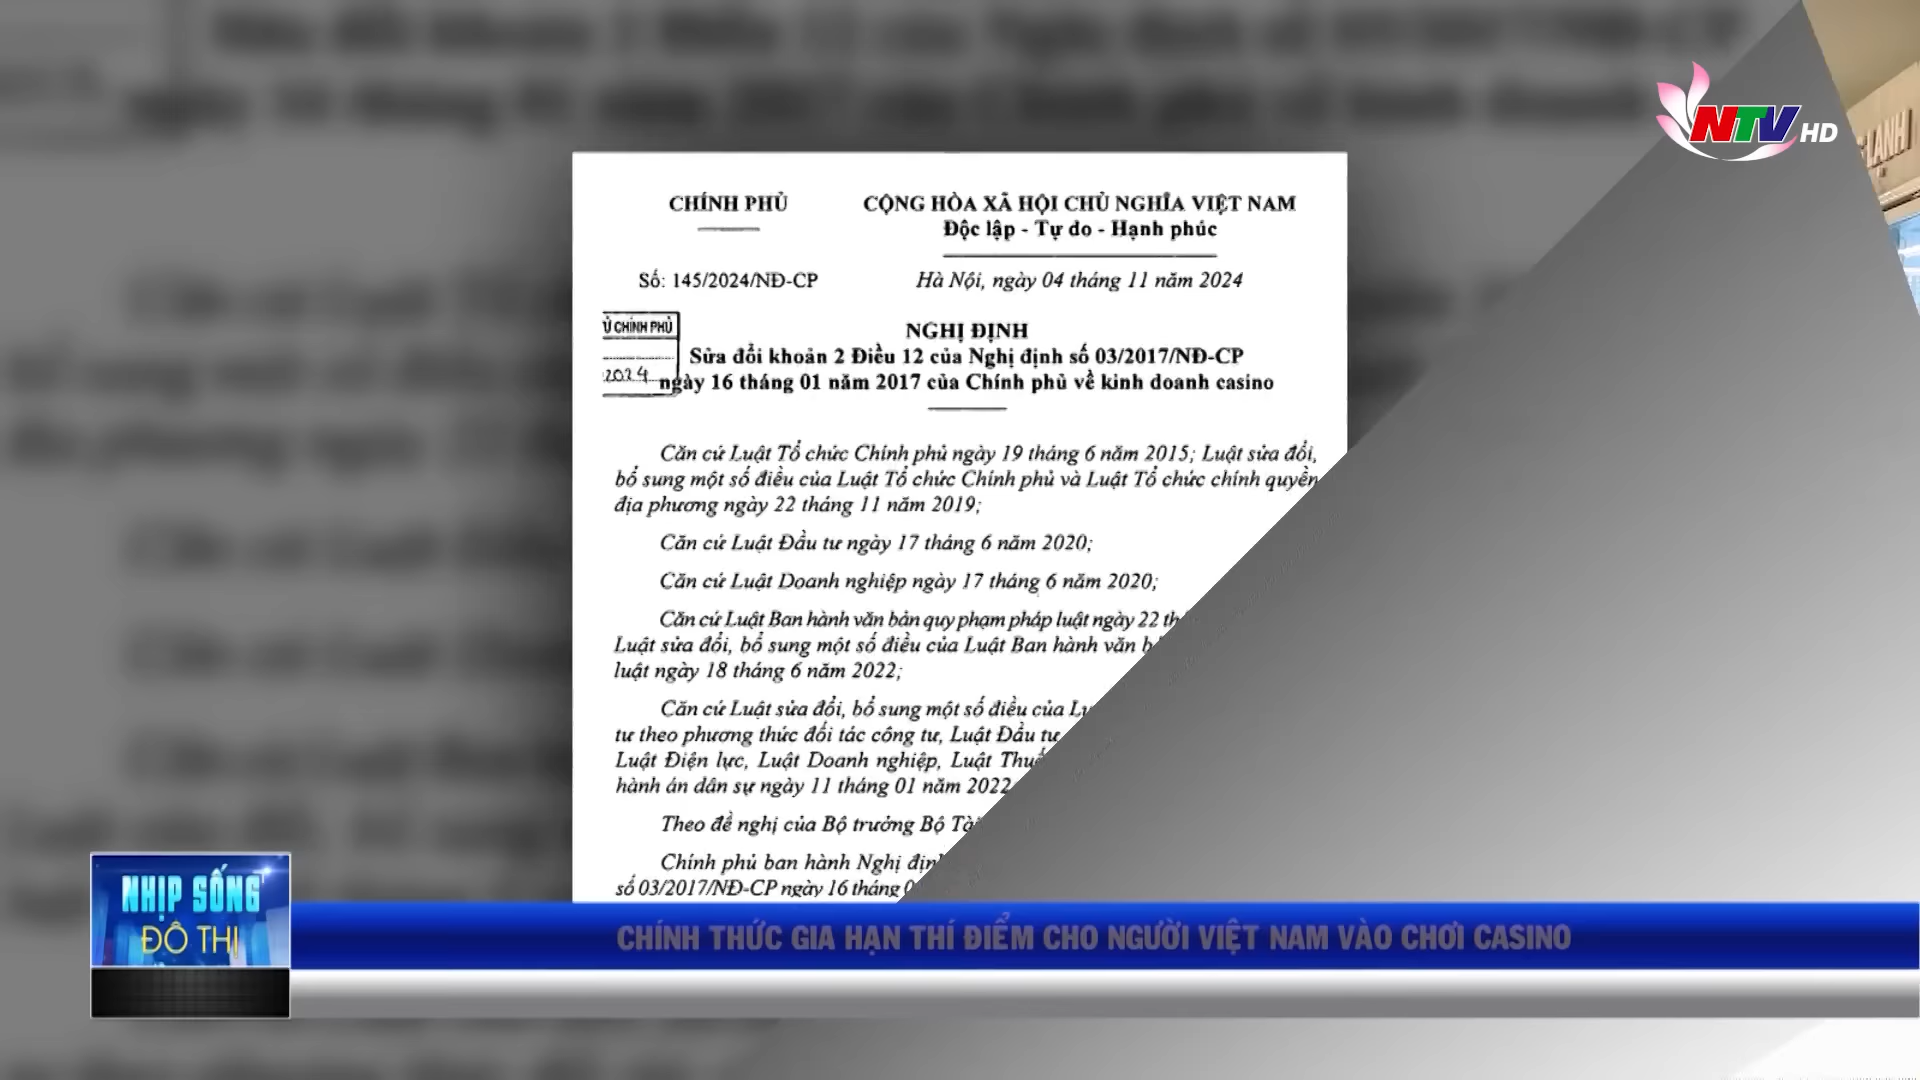 NTV HD
LẠNH
CHÍNH PHỦ
CỘNG HÒA XÃ HỘI CHỦ NGHĨA VIỆT NAM
Độc lập - Tự do - Hạnh phúc
Số: 145/2024/NĐ-CP
Hà Nội, ngày 04 tháng 11 năm 2024
Ủ CHÍNH PHỦ
2024
NGHỊ ĐỊNH
Sửa đổi khoản 2 Điều 12 của Nghị định số 03/2017/NĐ-CP
ngày 16 tháng 01 năm 2017 của Chính phủ về kinh doanh casino
Căn cứ Luật Tổ chức Chính phủ ngày 19 tháng 6 năm 2015; Luật sửa đổi,
bổ sung một số điều của Luật Tổ chức Chính phủ và Luật Tổ chức chính quyền
địa phương ngày 22 tháng 11 năm 2019;
Căn cứ Luật Đầu tư ngày 17 tháng 6 năm 2020;
Căn cứ Luật Doanh nghiệp ngày 17 tháng 6 năm 2020;
Căn cứ Luật Ban hành văn bản quy phạm pháp luật ngày 22 th
Luật sửa đổi, bổ sung một số điều của Luật Ban hành văn b
luật ngày 18 tháng 6 năm 2022;
Căn cứ Luật sửa đổi, bổ sung một số điều của Lu
tư theo phương thức đối tác công tư, Luật Đầu tư
Luật Điện lực, Luật Doanh nghiệp, Luật Thuế
hành án dân sự ngày 11 tháng 01 năm 2022
Theo đề nghị của Bộ trưởng Bộ Tài
Chính phủ ban hành Nghị định
số 03/2017/NĐ-CP ngày 16 tháng 0
NHỊP SỐNG
ĐÔ THỊ
CHÍNH THỨC GIA HẠN THÍ ĐIỂM CHO NGƯỜI VIỆT NAM VÀO CHƠI CASINO